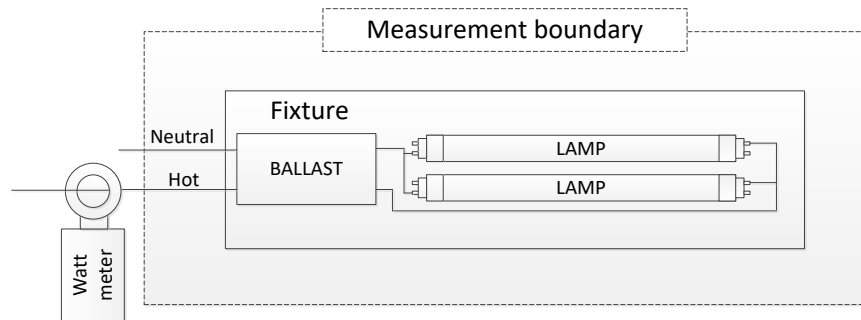 Measurement boundary
Fixture
Neutral
Hot
BALLAST
LAMP
LAMP
Watt
meter